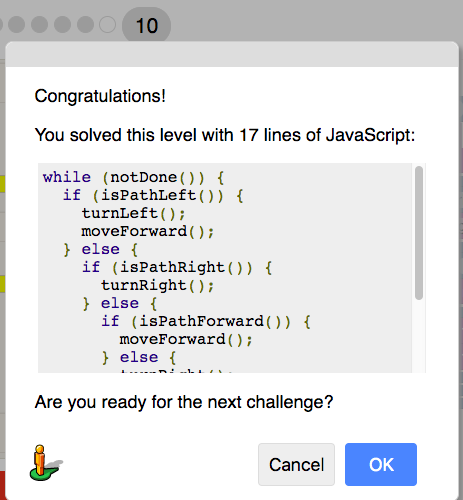 10
Congratulations!
You solved this level with 17 lines of JavaScript:
while (notDone()) {
if (isPathLeft()) {
turnLeft();
moveForward();
} else {
if (isPathRight()) {
turnRight();
} else {
if (isPathForward()) {
moveForward();
} else {
turnRight();
Are you ready for the next challenge?
Cancel OK